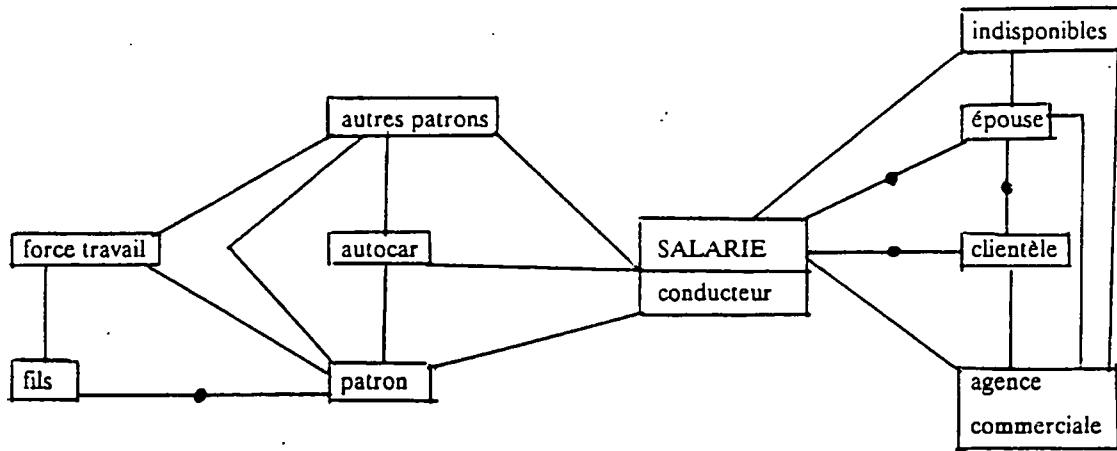 indisponibles
autres patrons
épouse
force travail
autocar
SALARIE
conducteur
clientèle
fils
patron
agence
commerciale